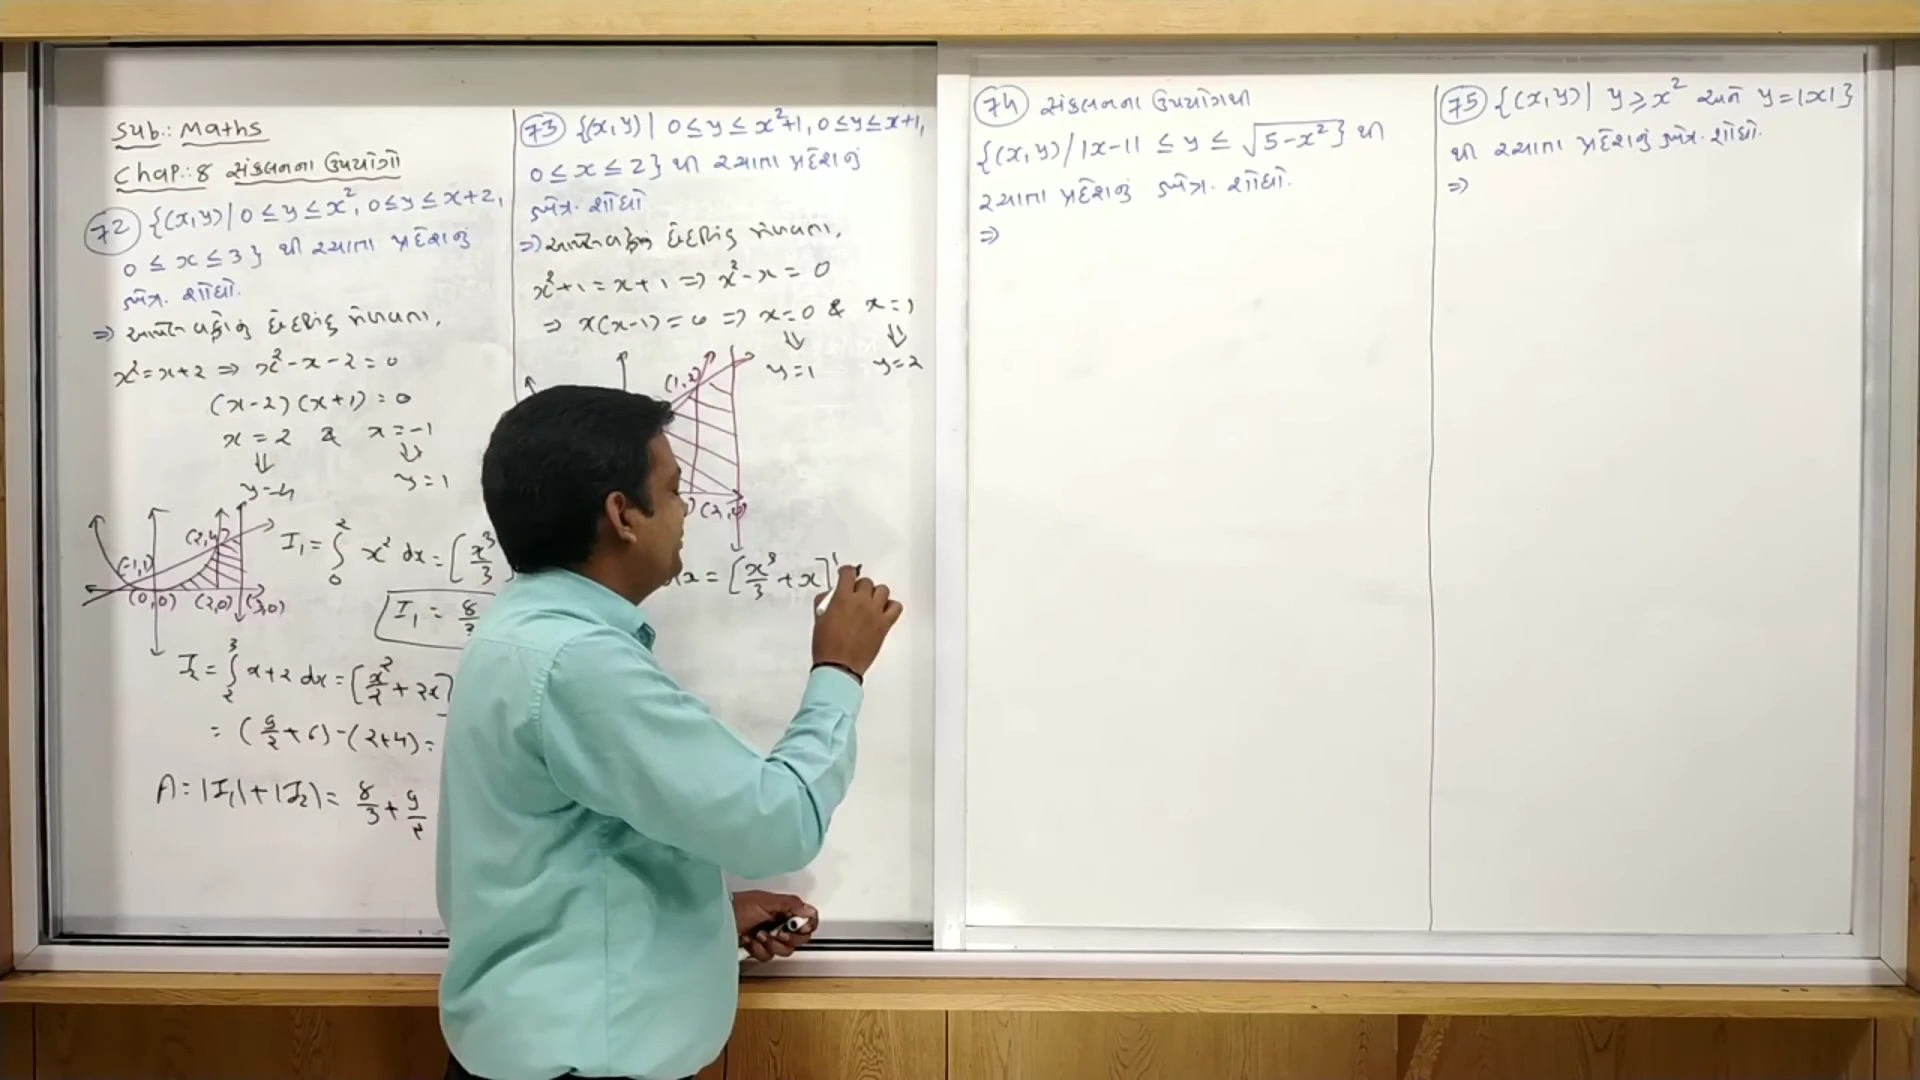 Sub.: Maths
Chap.: 8 સંકલનના ઉપયોગો
72 {(x,y) | 0 ≤ y ≤ x², 0 ≤ y ≤ x+2,
0 ≤ x ≤ 3} થી રચાતા પ્રદેશનું
ક્ષેત્ર. શોધો.
⇒ આપેલ વક્રોનું છેદબિંદુ મેળવતા,
x² = x+2 ⇒ x² - x - 2 = 0
(x-2) (x+1) = 0
x = 2 & x = -1
⇓ ⇓
y = 4 y = 1
(-1,1) (2,4)
(0,0) (2,0) (3,0)
I₁ = ∫₀² x² dx = [x³/3
I₁ = 8/3
I₂ = ∫₂³ x+2 dx = [x²/2 + 2x]
= (9/2 + 6) - (2+4) =
A = |I₁| + |I₂| = 8/3 + 9/2
73 {(x,y) | 0 ≤ y ≤ x²+1, 0 ≤ y ≤ x+1,
0 ≤ x ≤ 2} થી રચાતા પ્રદેશનું
ક્ષેત્ર. શોધો
⇒ આપેલ વક્રોનું છેદબિંદુ મેળવતા,
x²+1 = x+1 ⇒ x² - x = 0
⇒ x(x-1) = 0 ⇒ x = 0 & x = 1
⇓ ⇓
y = 1 y = 2
(1,2)
) (2,0)
dx = [x³/3 + x]¹
74 સંકલનના ઉપયોગથી
{(x,y) / |x-1| ≤ y ≤ √5-x²} થી
રચાતા પ્રદેશનું ક્ષેત્ર. શોધો.
⇒
75 {(x,y) | y ≥ x² અને y = |x|}
થી રચાતા પ્રદેશનું ક્ષેત્ર. શોધો.
⇒